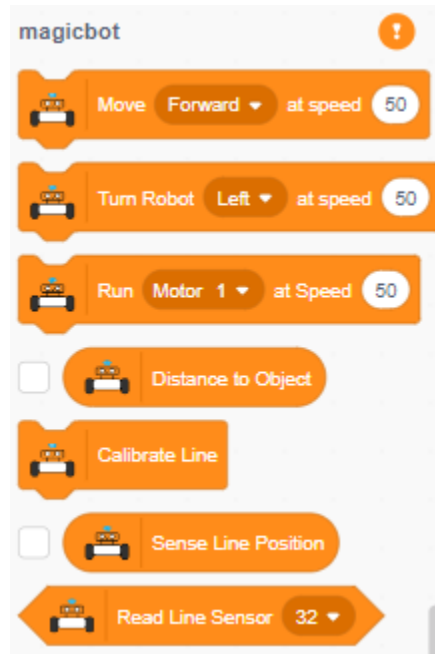 magicbot
Move Forward at speed 50
Turn Robot Left at speed 50
Run Motor 1 at Speed 50
Distance to Object
Calibrate Line
Sense Line Position
Read Line Sensor 32